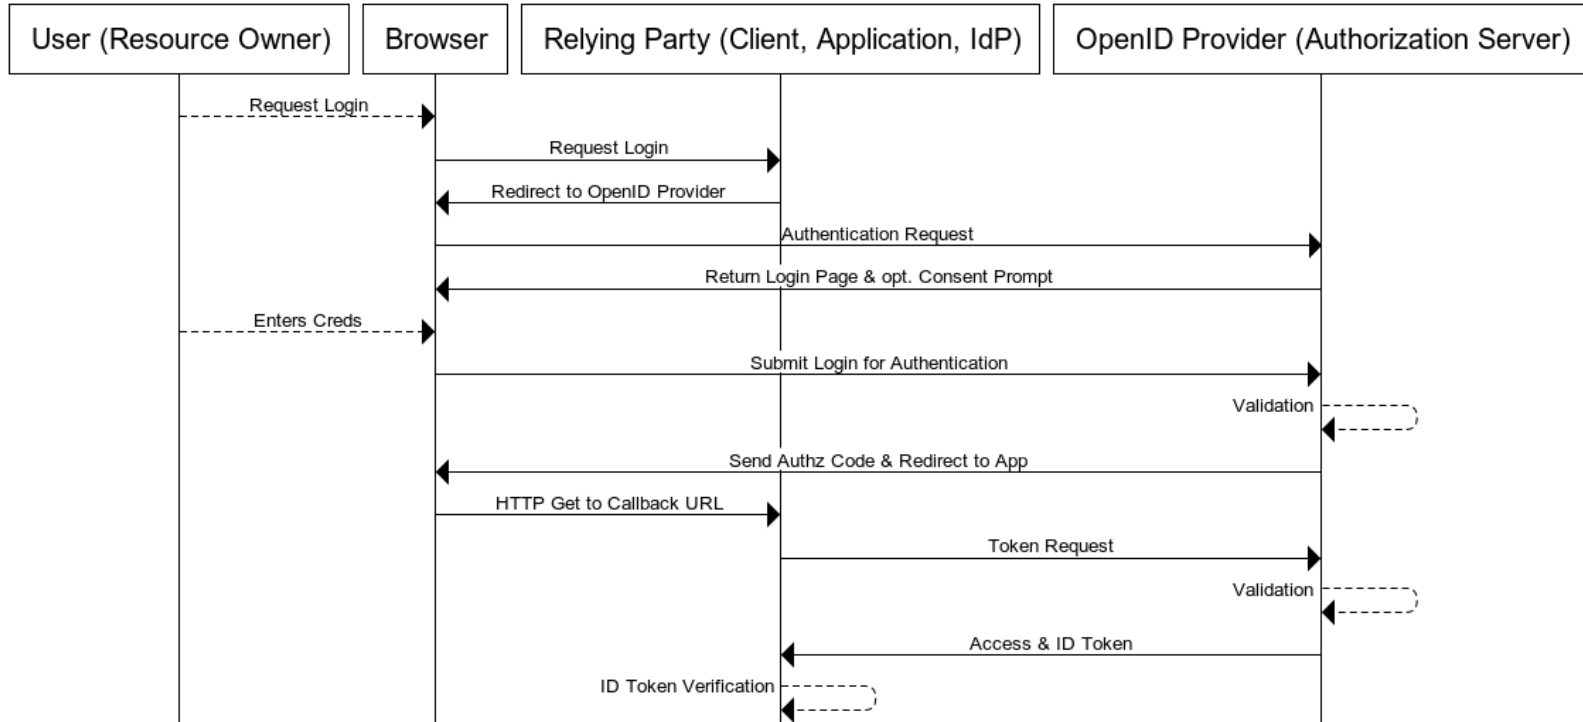 User (Resource Owner)
Browser
Relying Party (Client, Application, IdP)
OpenID Provider (Authorization Server)
Request Login
Request Login
Redirect to OpenID Provider
Authentication Request
Return Login Page & opt. Consent Prompt
Enters Creds
Submit Login for Authentication
Validation
Send Authz Code & Redirect to App
HTTP Get to Callback URL
Token Request
Validation
Access & ID Token
ID Token Verification